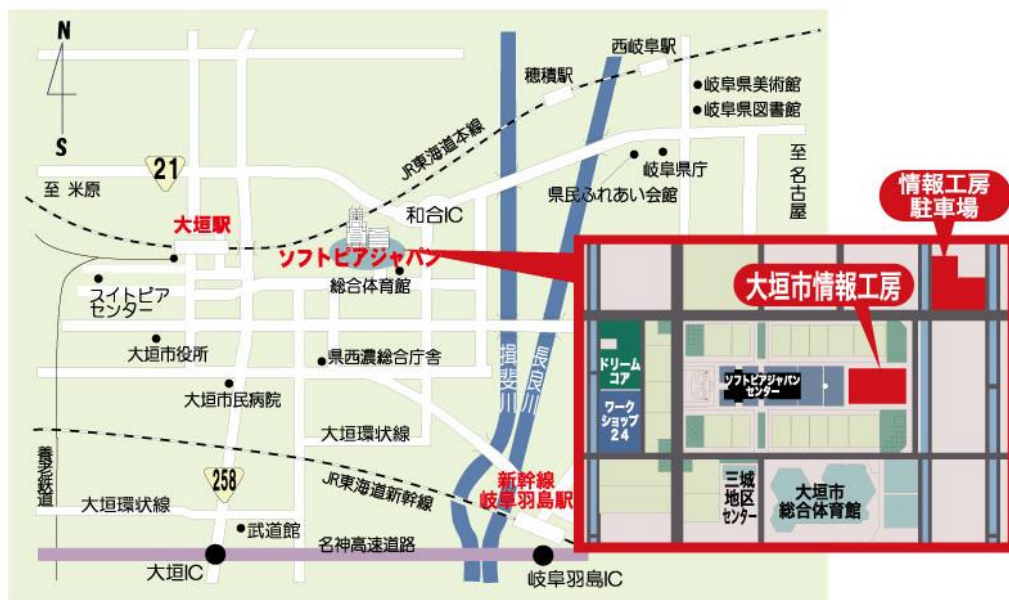 N
S
西岐阜駅
穂積駅
岐阜県美術館
岐阜県図書館
JR東海道本線
21
至 米原
岐阜県庁
県民ふれあい会館
至 名古屋
大垣駅
和合IC
ソフトピアジャパン
総合体育館
スイトピア
センター
大垣市役所
県西濃総合庁舎
揖斐川
長良川
大垣市民病院
大垣環状線
養老鉄道
258
JR東海道新幹線
新幹線
岐阜羽島駅
大垣環状線
武道館
名神高速道路
大垣IC
岐阜羽島IC
情報工房
駐車場
大垣市情報工房
ドリーム
コア
ソフトピアジャパン
センター
ワーク
ショップ
24
三城
地区
センター
大垣市
総合体育館